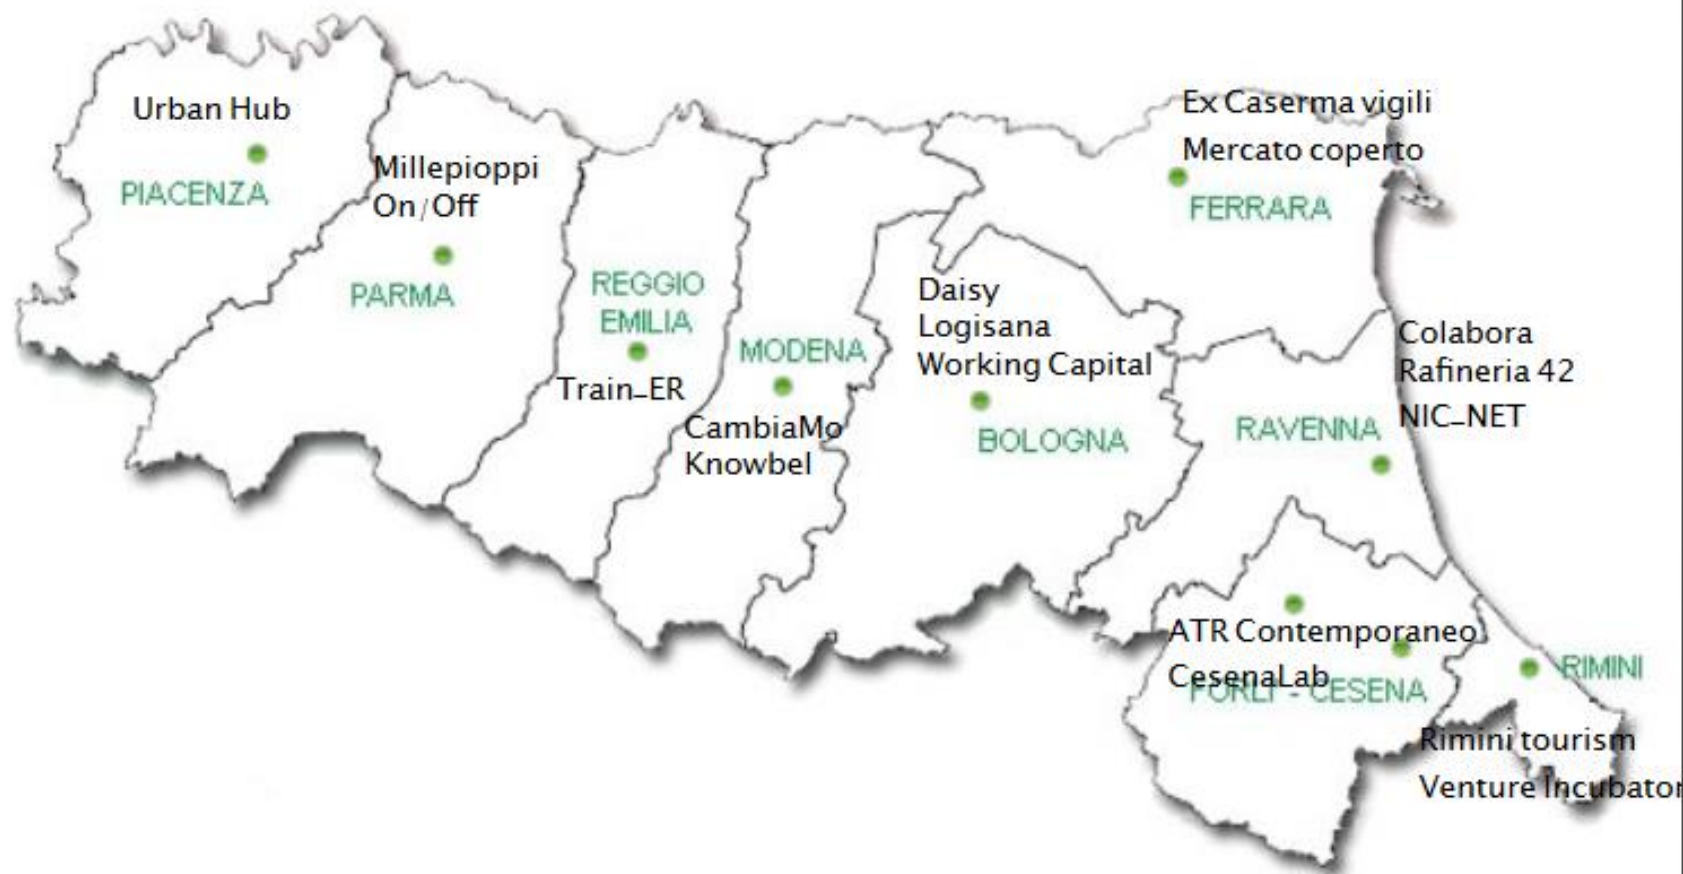 Urban Hub
PIACENZA
Millepioppi
On/Off
PARMA
REGGIO
EMILIA
Train_ER
MODENA
CambiaMo
Knowbel
Daisy
Logisana
Working Capital
BOLOGNA
Ex Caserma vigili
Mercato coperto
FERRARA
Colabora
Rafineria 42
NIC_NET
RAVENNA
ATR Contemporaneo
CesenaLab
FORLI' - CESENA
RIMINI
Rimini tourism
Venture Incubator